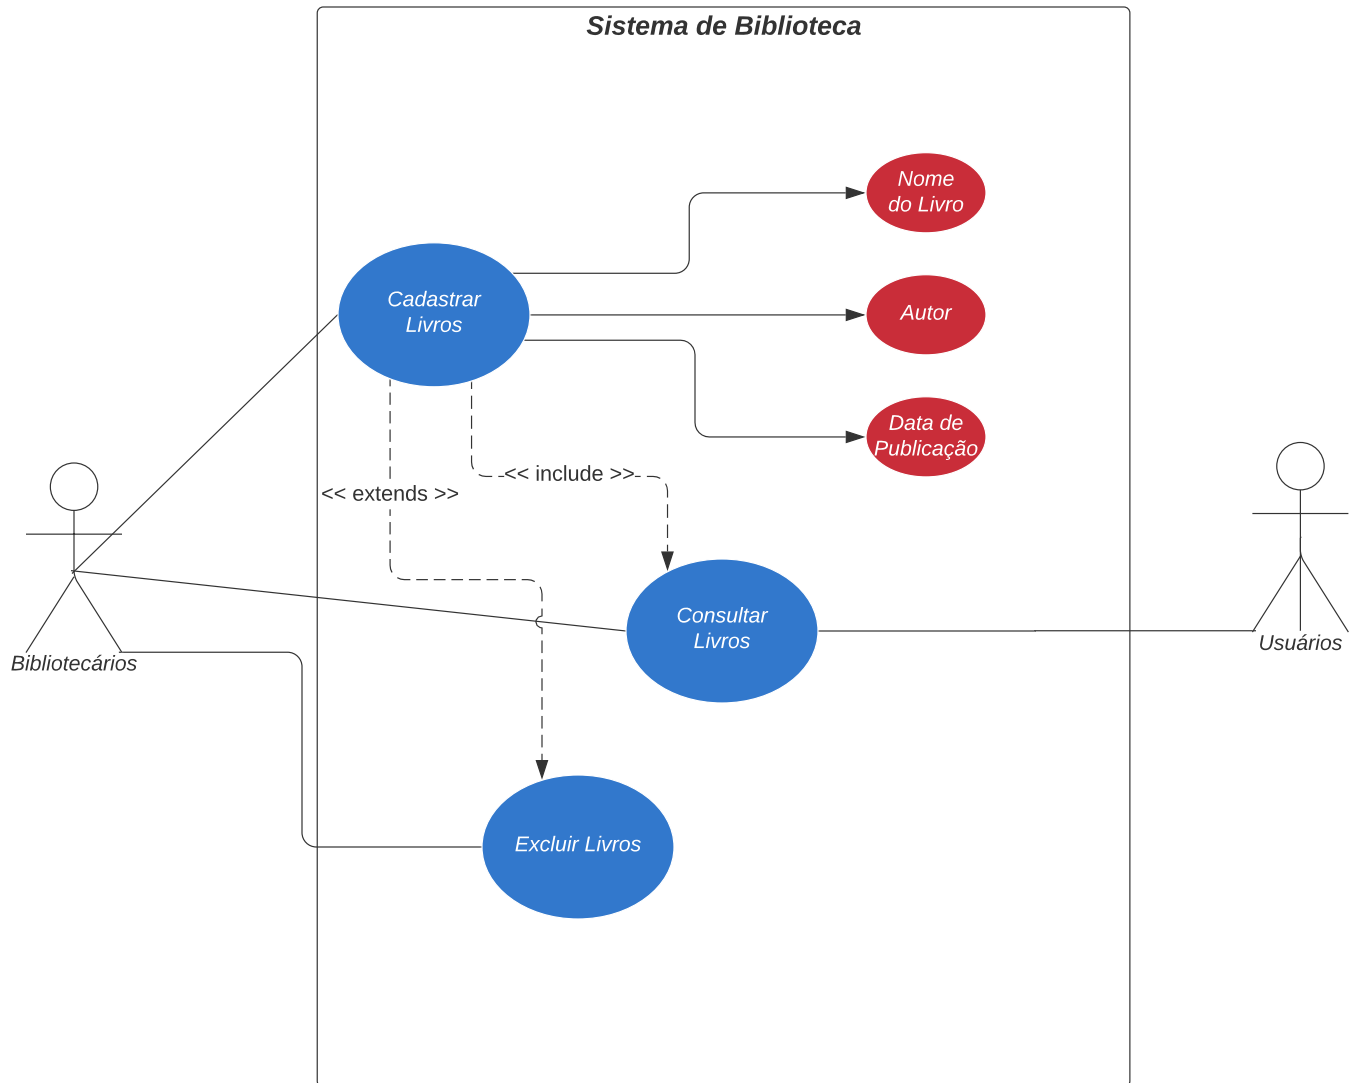 Sistema de Biblioteca
Nome
do Livro
Cadastrar
Livros
Autor
Data de
Publicação
<< include >>
<< extends >>
Consultar
Livros
Usuários
Bibliotecários
Excluir Livros